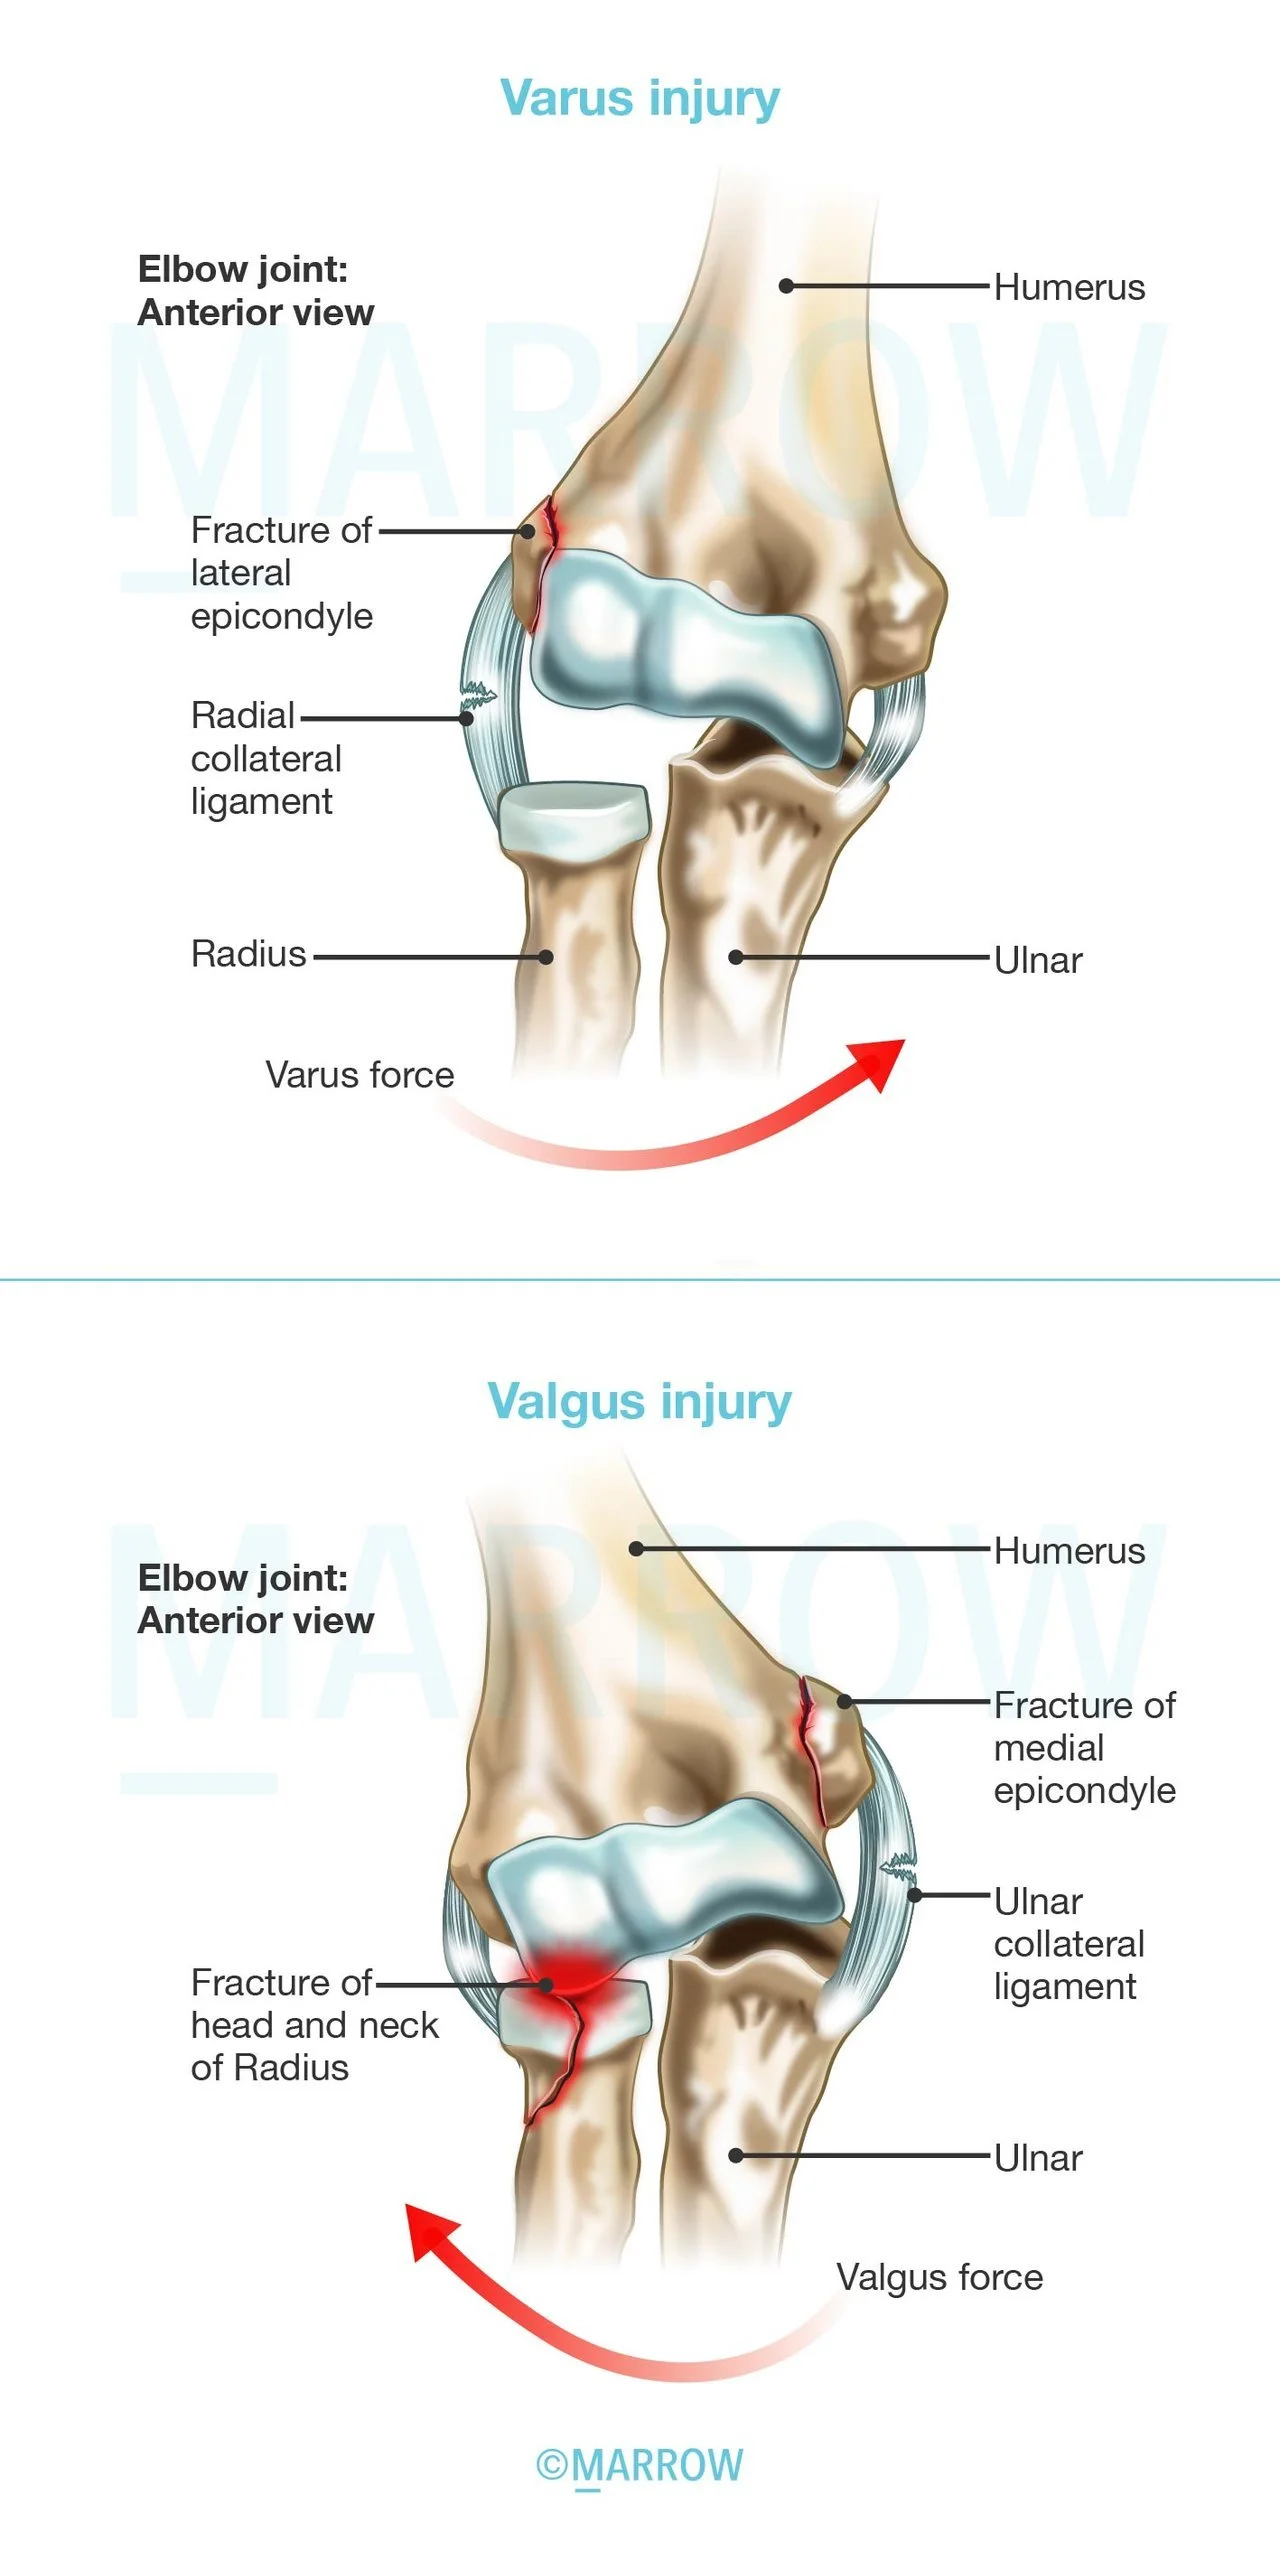 Varus injury
Elbow joint:
Anterior view
Humerus
Fracture of
lateral
epicondyle
Radial
collateral
ligament
Radius
Ulnar
Varus force
MARROW
Valgus injury
Elbow joint:
Anterior view
Humerus
Fracture of
medial
epicondyle
Ulnar
collateral
ligament
Fracture of
head and neck
of Radius
Ulnar
Valgus force
MARROW
©MARROW